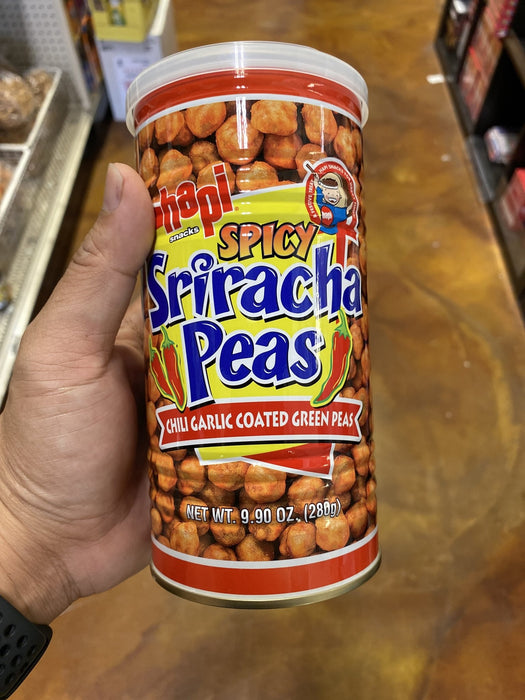 hapi
snacks
SPICY
Sriracha
Peas
CHILI GARLIC COATED GREEN PEAS
NET WT. 9.90 OZ. (280g)